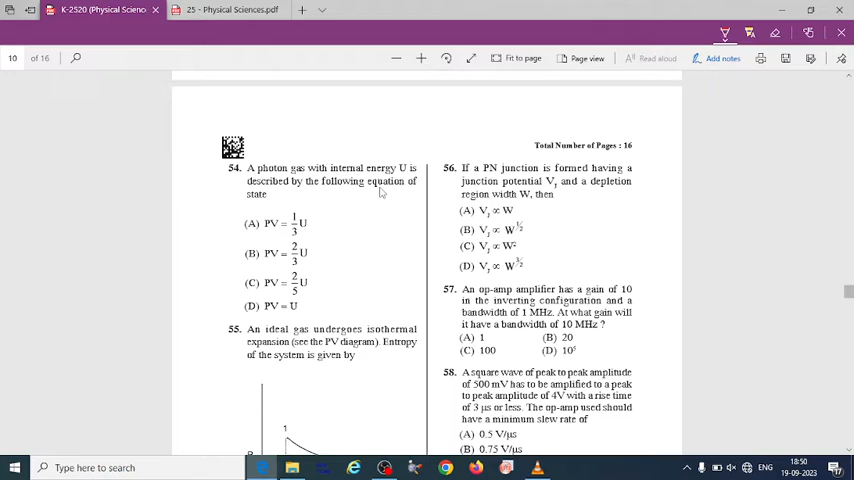 K-2520 (Physical Scienc
25 - Physical Sciences.pdf
10 of 16
Fit to page
Page view
Read aloud
Add notes
Total Number of Pages : 16
54. A photon gas with internal energy U is
described by the following equation of
state
(A) PV = 1/3 U
(B) PV = 2/3 U
(C) PV = 2/5 U
(D) PV = U
55. An ideal gas undergoes isothermal
expansion (see the PV diagram). Entropy
of the system is given by
1
56. If a PN junction is formed having a
junction potential VJ and a depletion
region width W, then
(A) VJ ∝ W
(B) VJ ∝ W^1/2
(C) VJ ∝ W²
(D) VJ ∝ W^3/2
57. An op-amp amplifier has a gain of 10
in the inverting configuration and a
bandwidth of 1 MHz. At what gain will
it have a bandwidth of 10 MHz ?
(A) 1 (B) 20
(C) 100 (D) 10⁵
58. A square wave of peak to peak amplitude
of 500 mV has to be amplified to a peak
to peak amplitude of 4V with a rise time
of 3 µs or less. The op-amp used should
have a minimum slew rate of
(A) 0.5 V/µs
(B) 0.75 V/µs
Type here to search
ENG
18:50
19-09-2023